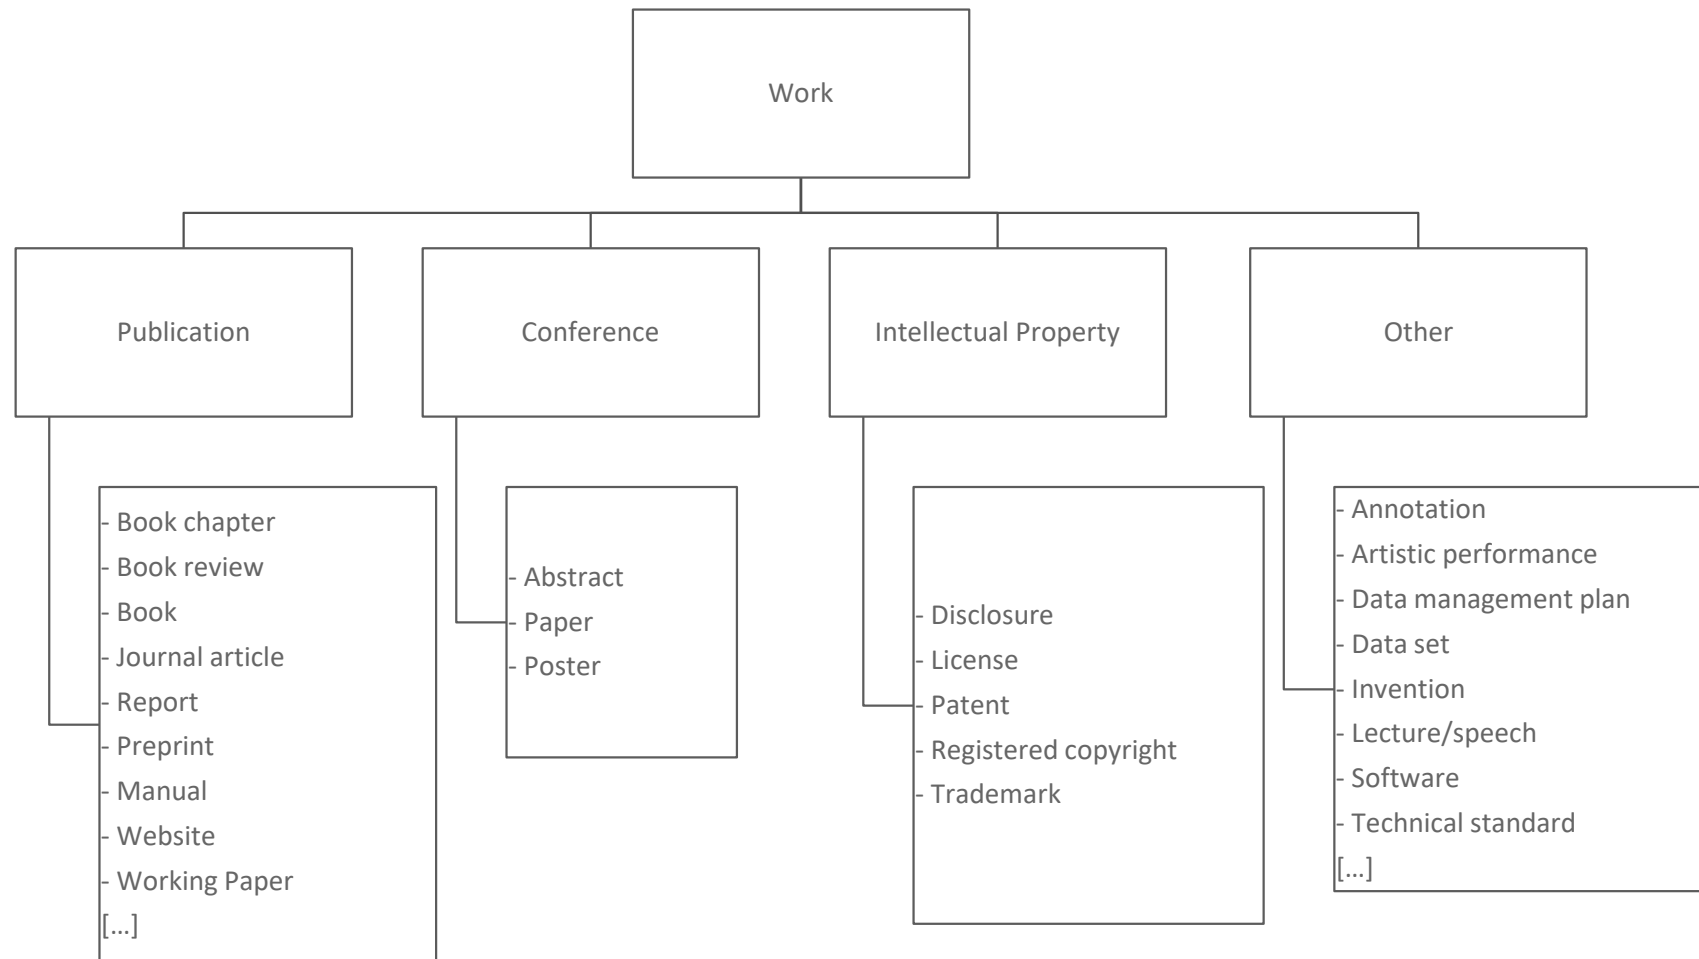 Work
Publication
Conference
Intellectual Property
Other
- Book chapter
- Book review
- Book
- Journal article
- Report
- Preprint
- Manual
- Website
- Working Paper
[...]
- Abstract
- Paper
- Poster
- Disclosure
- License
- Patent
- Registered copyright
- Trademark
- Annotation
- Artistic performance
- Data management plan
- Data set
- Invention
- Lecture/speech
- Software
- Technical standard
[...]